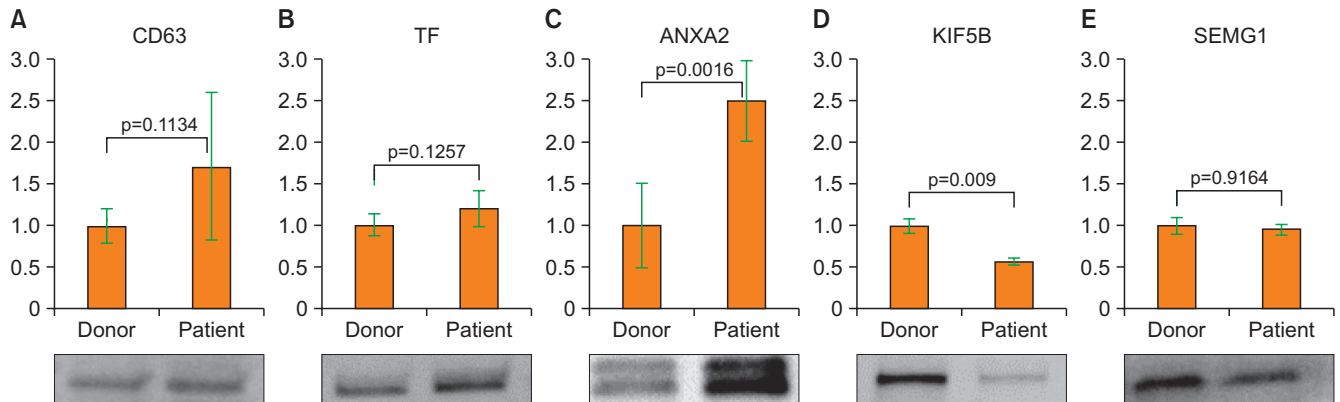 A
CD63
3.0
2.5
2.0
1.5
1.0
0.5
0
p=0.1134
Donor Patient
B
TF
3.0
2.5
2.0
1.5
1.0
0.5
0
p=0.1257
Donor Patient
C
ANXA2
3.0
2.5
2.0
1.5
1.0
0.5
0
p=0.0016
Donor Patient
D
KIF5B
3.0
2.5
2.0
1.5
1.0
0.5
0
p=0.009
Donor Patient
E
SEMG1
3.0
2.5
2.0
1.5
1.0
0.5
0
p=0.9164
Donor Patient